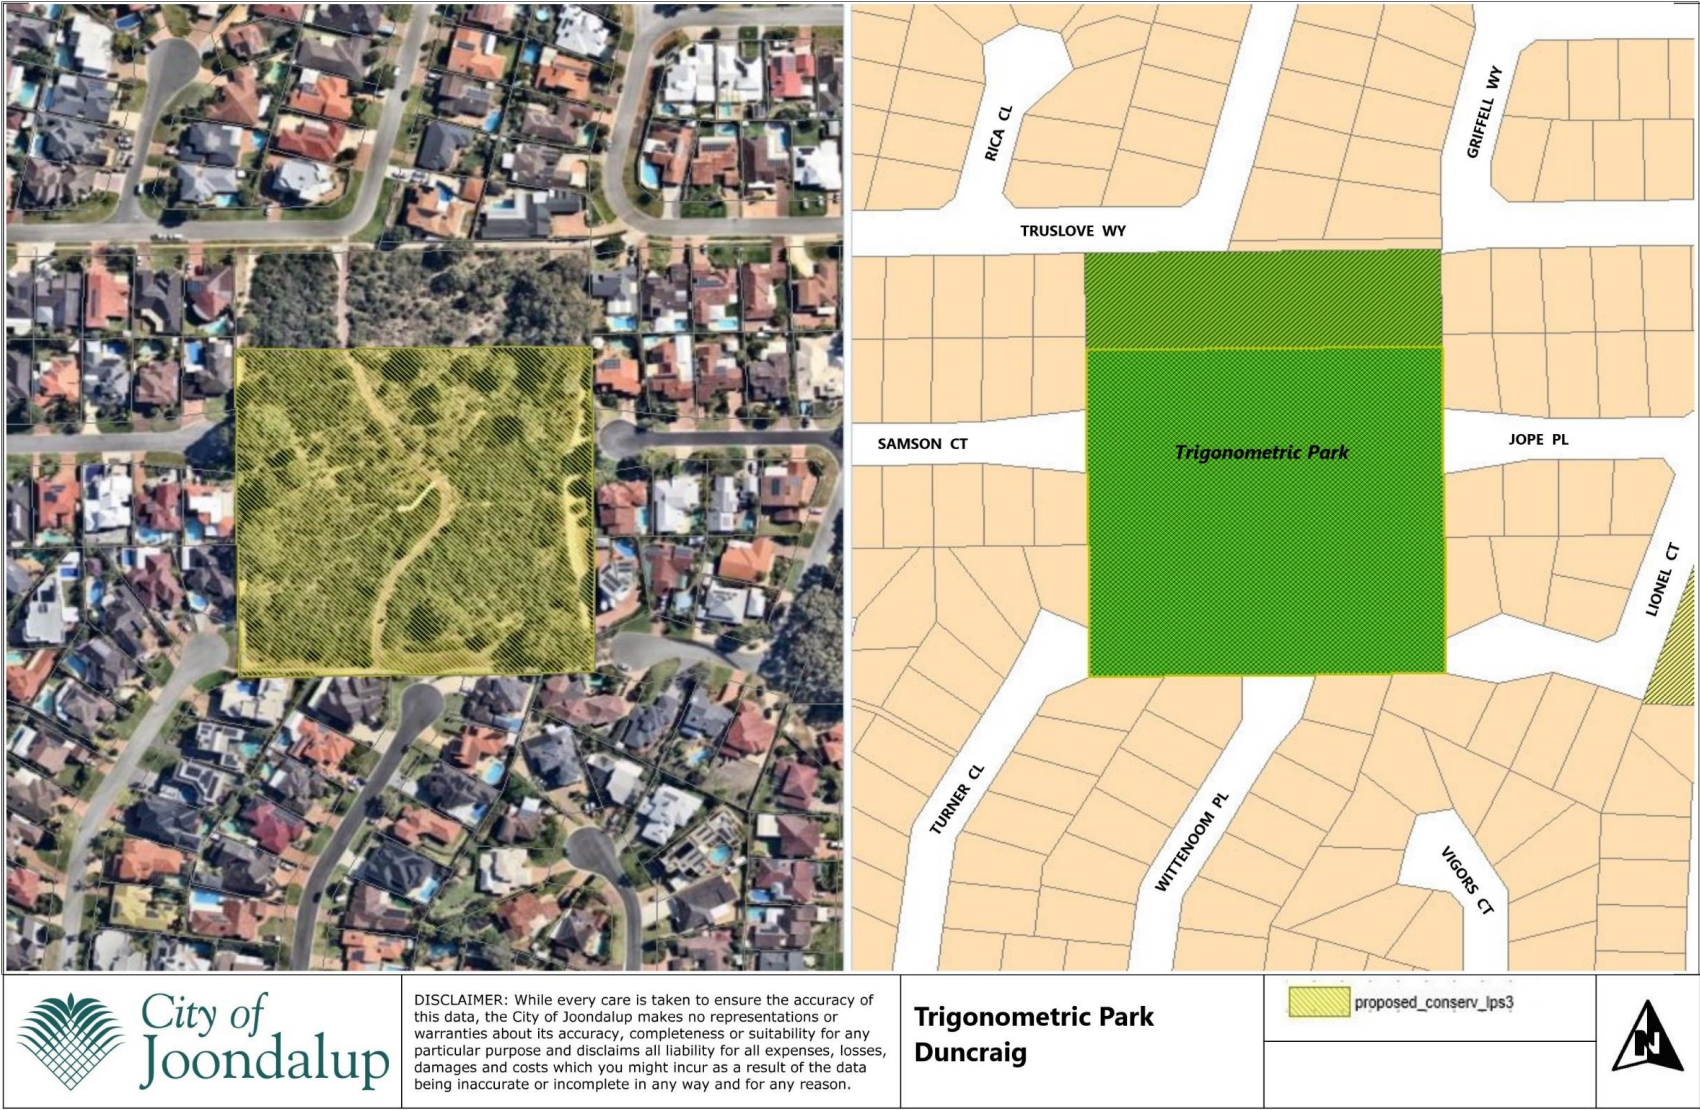 RICA CL
GRIFFELL WY
TRUSLOVE WY
SAMSON CT
Trigonometric Park
JOPE PL
LIONEL CT
TURNER CL
WITTENOOM PL
VIGORS CT
City of
Joondalup
DISCLAIMER: While every care is taken to ensure the accuracy of
this data, the City of Joondalup makes no representations or
warranties about its accuracy, completeness or suitability for any
particular purpose and disclaims all liability for all expenses, losses,
damages and costs which you might incur as a result of the data
being inaccurate or incomplete in any way and for any reason.
Trigonometric Park
Duncraig
proposed_conserv_lps3
N